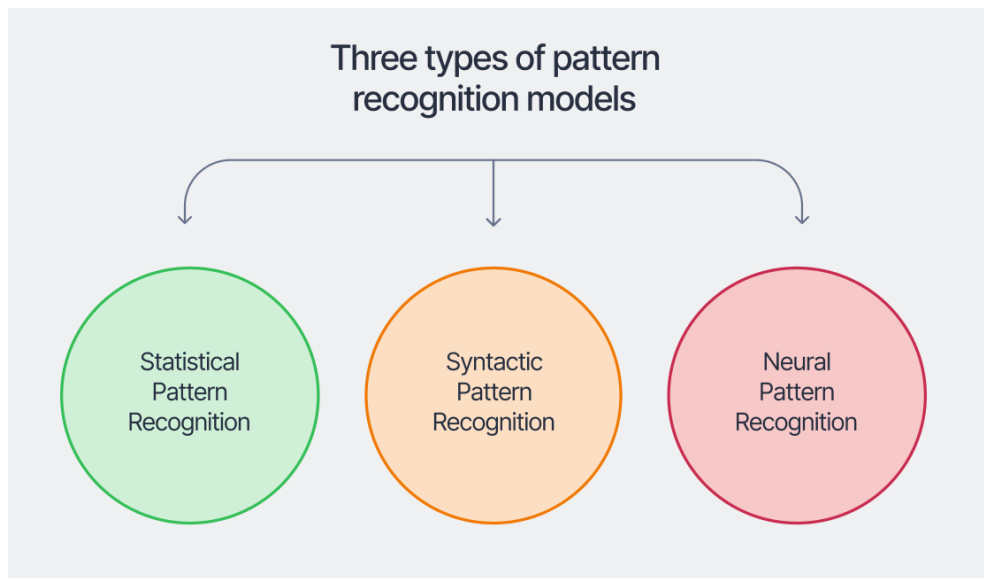 Three types of pattern
recognition models
Statistical
Pattern
Recognition
Syntactic
Pattern
Recognition
Neural
Pattern
Recognition